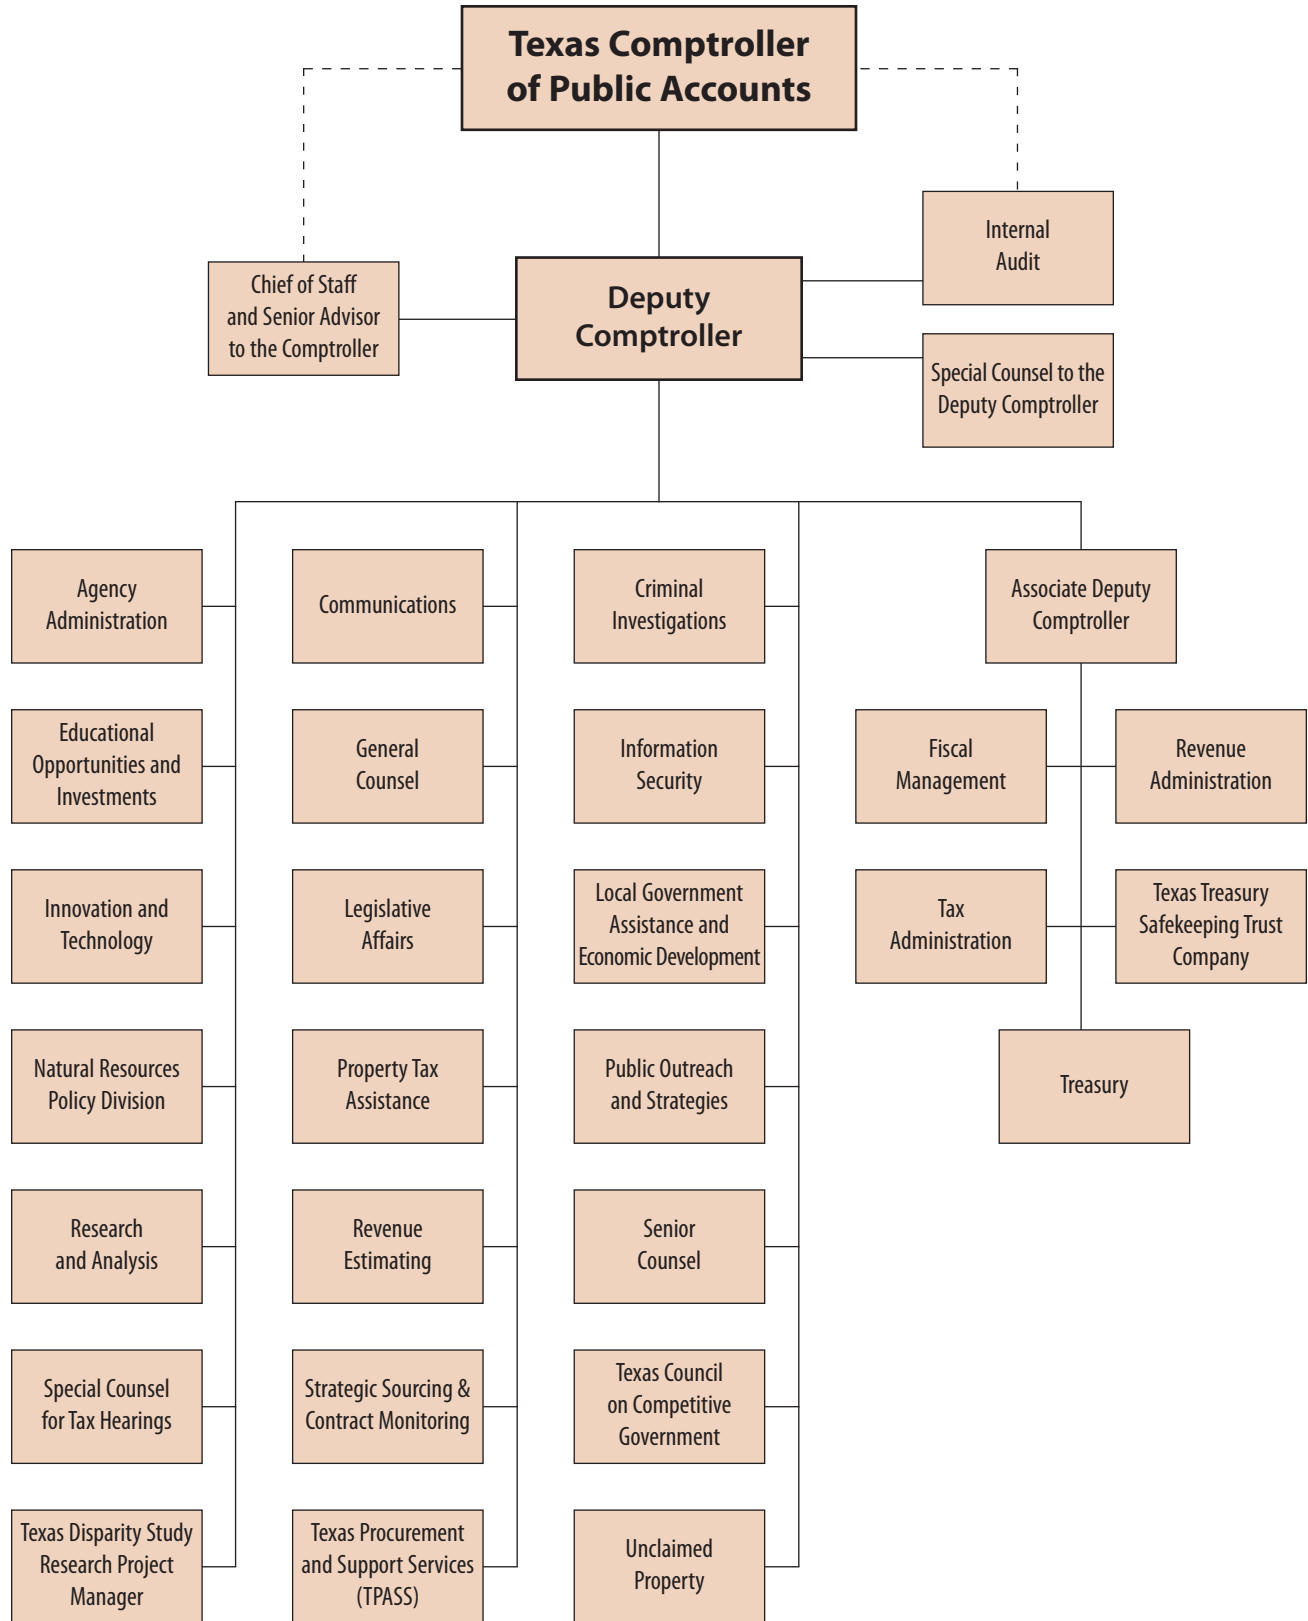 Texas Comptroller
of Public Accounts
Internal
Audit
Chief of Staff
and Senior Advisor
to the Comptroller
Deputy
Comptroller
Special Counsel to the
Deputy Comptroller
Agency
Administration
Communications
Criminal
Investigations
Associate Deputy
Comptroller
Educational
Opportunities and
Investments
General
Counsel
Information
Security
Fiscal
Management
Revenue
Administration
Innovation and
Technology
Legislative
Affairs
Local Government
Assistance and
Economic Development
Tax
Administration
Texas Treasury
Safekeeping Trust
Company
Natural Resources
Policy Division
Property Tax
Assistance
Public Outreach
and Strategies
Treasury
Research
and Analysis
Revenue
Estimating
Senior
Counsel
Special Counsel
for Tax Hearings
Strategic Sourcing &
Contract Monitoring
Texas Council
on Competitive
Government
Texas Disparity Study
Research Project
Manager
Texas Procurement
and Support Services
(TPASS)
Unclaimed
Property